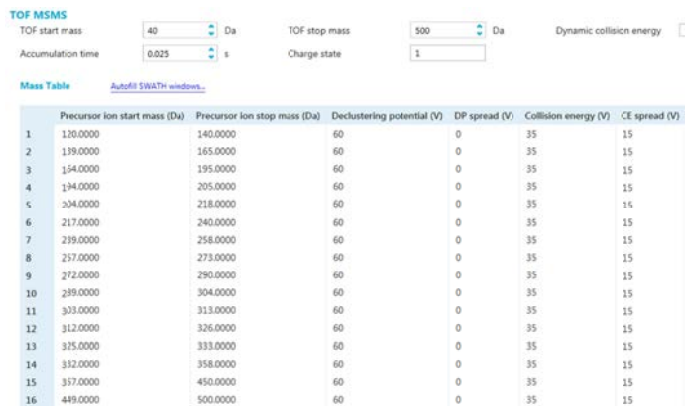 TOF MSMS
TOF start mass 40 Da TOF stop mass 500 Da Dynamic collision energy
Accumulation time 0.025 s Charge state 1
Mass Table Autofill SWATH windows...
Precursor ion start mass (Da) Precursor ion stop mass (Da) Declustering potential (V) DP spread (V) Collision energy (V) CE spread (V)
1 120.0000 140.0000 60 0 35 15
2 139.0000 165.0000 60 0 35 15
3 164.0000 195.0000 60 0 35 15
4 194.0000 205.0000 60 0 35 15
5 204.0000 218.0000 60 0 35 15
6 217.0000 240.0000 60 0 35 15
7 239.0000 258.0000 60 0 35 15
8 257.0000 273.0000 60 0 35 15
9 272.0000 290.0000 60 0 35 15
10 289.0000 304.0000 60 0 35 15
11 303.0000 313.0000 60 0 35 15
12 312.0000 326.0000 60 0 35 15
13 325.0000 333.0000 60 0 35 15
14 332.0000 358.0000 60 0 35 15
15 357.0000 450.0000 60 0 35 15
16 449.0000 500.0000 60 0 35 15